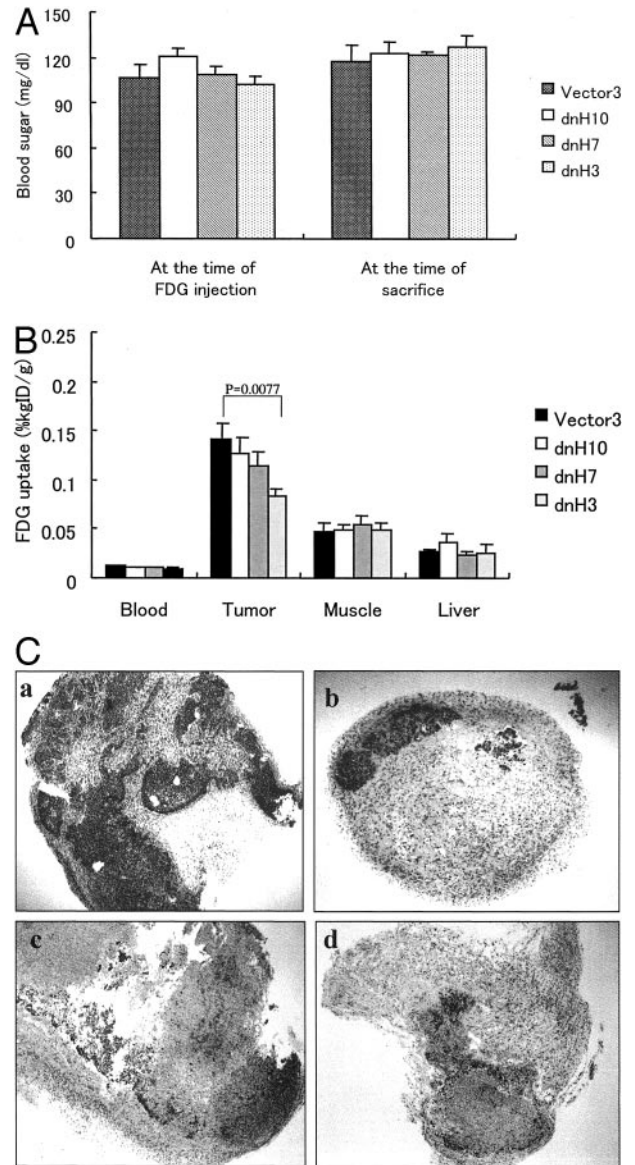 A
Blood sugar (mg/dl)
150
120
90
60
30
0
At the time of
FDG injection
At the time of
sacrifice
Vector3
dnH10
dnH7
dnH3
B
FDG uptake (%kgID/g)
0.25
0.2
0.15
0.1
0.05
0
P=0.0077
Blood
Tumor
Muscle
Liver
Vector3
dnH10
dnH7
dnH3
C
a
b
c
d